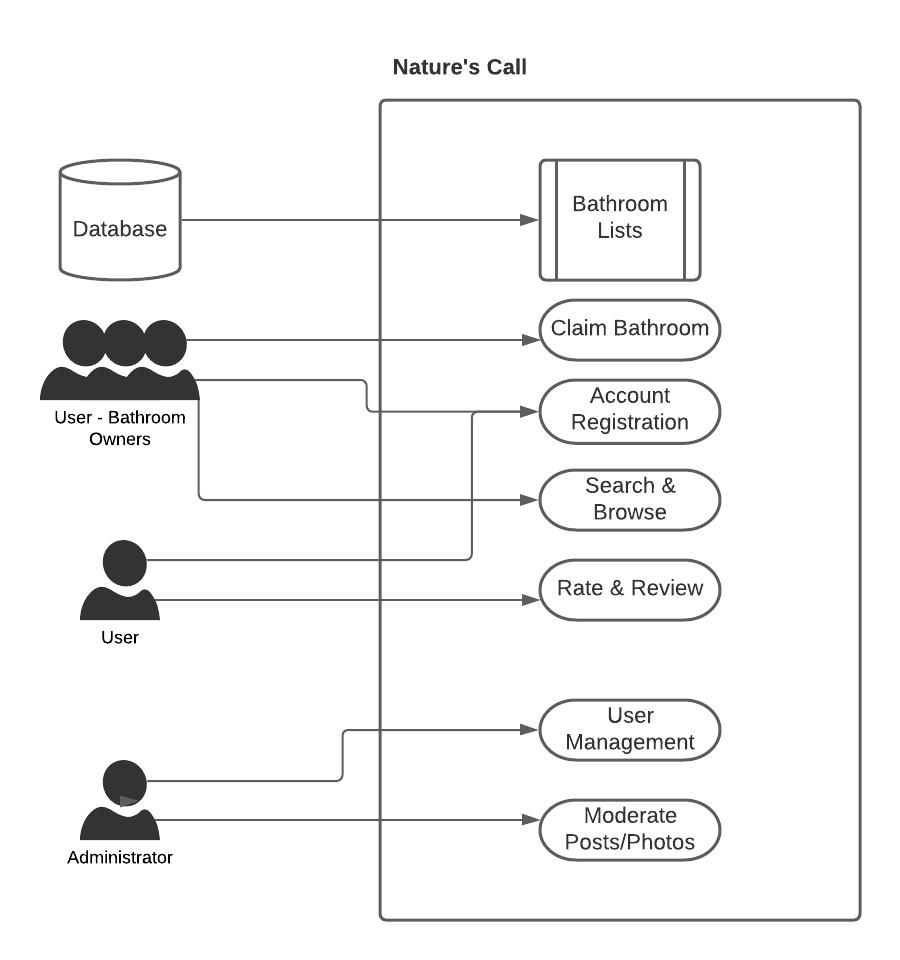 Nature's Call
Database
Bathroom
Lists
Claim Bathroom
User - Bathroom
Owners
Account
Registration
Search &
Browse
User
Rate & Review
User
Management
Administrator
Moderate
Posts/Photos